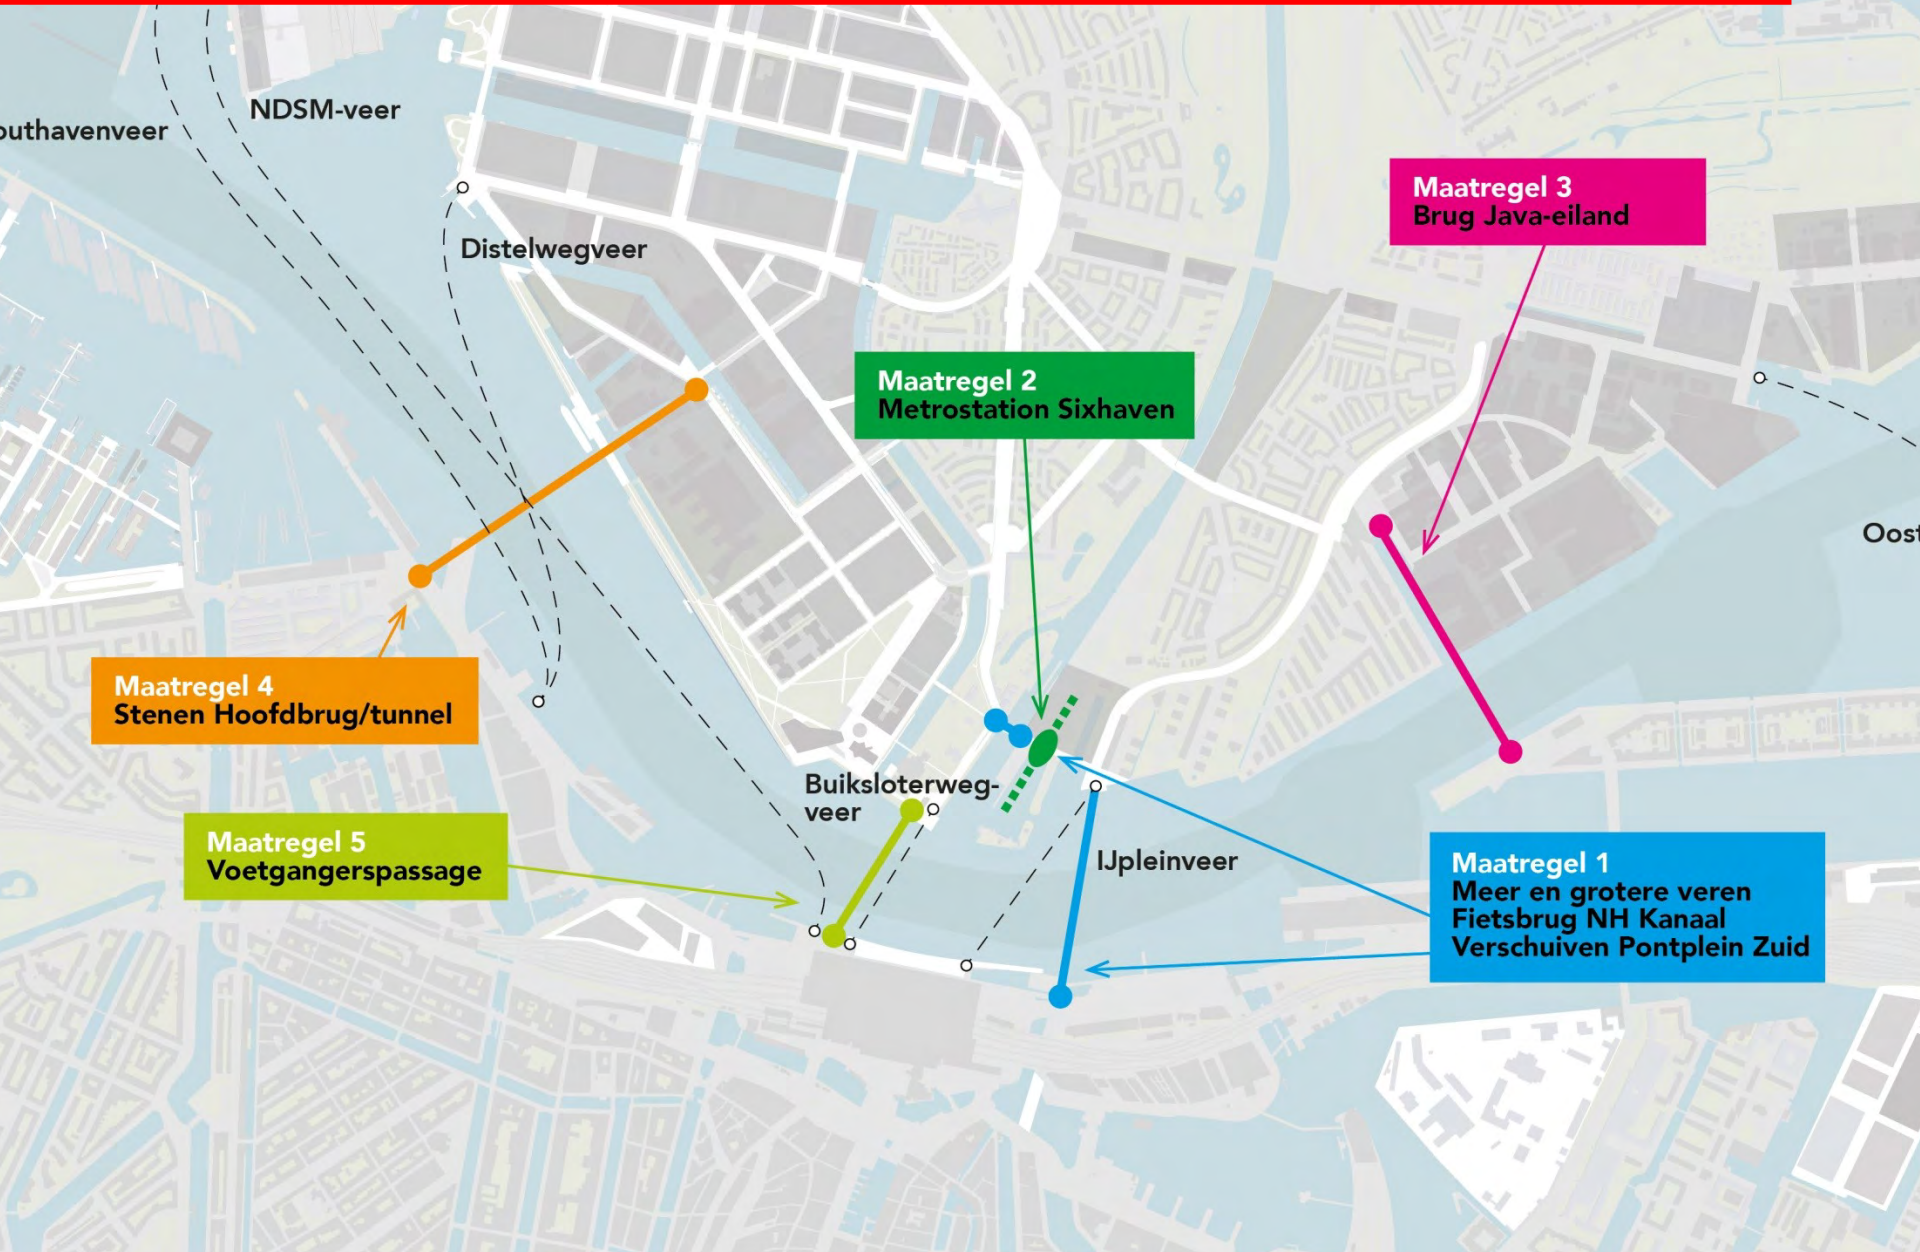 NDSM-veer
outhavenveer
Maatregel 3
Brug Java-eiland
Distelwegveer
Maatregel 2
Metrostation Sixhaven
Oost
Maatregel 4
Stenen Hoofdbrug/tunnel
Buiksloterweg-
veer
Maatregel 5
Voetgangerspassage
IJpleinveer
Maatregel 1
Meer en grotere veren
Fietsbrug NH Kanaal
Verschuiven Pontplein Zuid